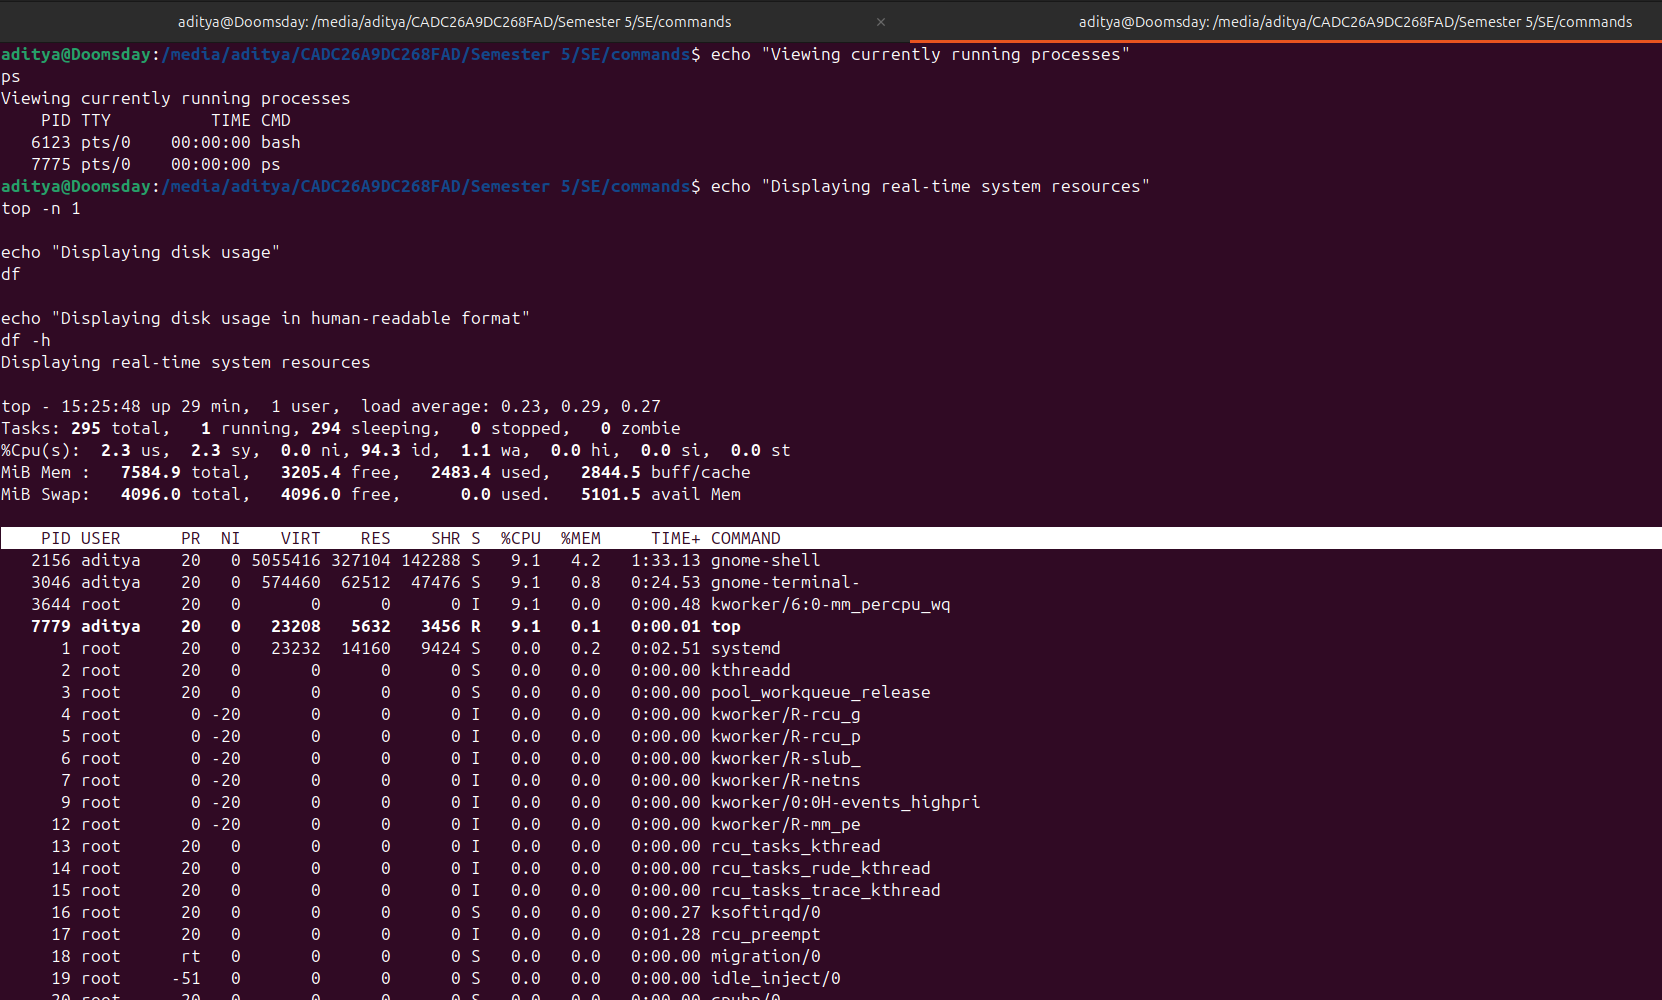 aditya@Doomsday: /media/aditya/CADC26A9DC268FAD/Semester 5/SE/commands × aditya@Doomsday: /media/aditya/CADC26A9DC268FAD/Semester 5/SE/commands
aditya@Doomsday:/media/aditya/CADC26A9DC268FAD/Semester 5/SE/commands$ echo "Viewing currently running processes"
ps
Viewing currently running processes
    PID TTY          TIME CMD
   6123 pts/0    00:00:00 bash
   7775 pts/0    00:00:00 ps
aditya@Doomsday:/media/aditya/CADC26A9DC268FAD/Semester 5/SE/commands$ echo "Displaying real-time system resources"
top -n 1

echo "Displaying disk usage"
df

echo "Displaying disk usage in human-readable format"
df -h
Displaying real-time system resources

top - 15:25:48 up 29 min,  1 user,  load average: 0.23, 0.29, 0.27
Tasks: 295 total,   1 running, 294 sleeping,   0 stopped,   0 zombie
%Cpu(s):  2.3 us,  2.3 sy,  0.0 ni, 94.3 id,  1.1 wa,  0.0 hi,  0.0 si,  0.0 st
MiB Mem :   7584.9 total,   3205.4 free,   2483.4 used,   2844.5 buff/cache
MiB Swap:   4096.0 total,   4096.0 free,      0.0 used.   5101.5 avail Mem

    PID USER      PR  NI    VIRT    RES    SHR S  %CPU  %MEM     TIME+ COMMAND
   2156 aditya    20   0 5055416 327104 142288 S   9.1   4.2   1:33.13 gnome-shell
   3046 aditya    20   0  574460  62512  47476 S   9.1   0.8   0:24.53 gnome-terminal-
   3644 root      20   0       0      0      0 I   9.1   0.0   0:00.48 kworker/6:0-mm_percpu_wq
   7779 aditya    20   0   23208   5632   3456 R   9.1   0.1   0:00.01 top
      1 root      20   0   23232  14160   9424 S   0.0   0.2   0:02.51 systemd
      2 root      20   0       0      0      0 S   0.0   0.0   0:00.00 kthreadd
      3 root      20   0       0      0      0 S   0.0   0.0   0:00.00 pool_workqueue_release
      4 root       0 -20       0      0      0 I   0.0   0.0   0:00.00 kworker/R-rcu_g
      5 root       0 -20       0      0      0 I   0.0   0.0   0:00.00 kworker/R-rcu_p
      6 root       0 -20       0      0      0 I   0.0   0.0   0:00.00 kworker/R-slub_
      7 root       0 -20       0      0      0 I   0.0   0.0   0:00.00 kworker/R-netns
      9 root       0 -20       0      0      0 I   0.0   0.0   0:00.00 kworker/0:0H-events_highpri
     12 root       0 -20       0      0      0 I   0.0   0.0   0:00.00 kworker/R-mm_pe
     13 root      20   0       0      0      0 I   0.0   0.0   0:00.00 rcu_tasks_kthread
     14 root      20   0       0      0      0 I   0.0   0.0   0:00.00 rcu_tasks_rude_kthread
     15 root      20   0       0      0      0 I   0.0   0.0   0:00.00 rcu_tasks_trace_kthread
     16 root      20   0       0      0      0 S   0.0   0.0   0:00.27 ksoftirqd/0
     17 root      20   0       0      0      0 I   0.0   0.0   0:01.28 rcu_preempt
     18 root      rt   0       0      0      0 S   0.0   0.0   0:00.00 migration/0
     19 root     -51   0       0      0      0 S   0.0   0.0   0:00.00 idle_inject/0
     20 root      20   0       0      0      0 S   0.0   0.0   0:00.00 cpuhp/0